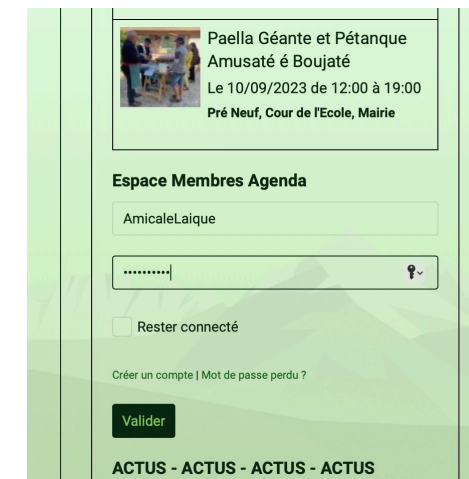 Paella Géante et Pétanque
Amusaté é Boujaté
Le 10/09/2023 de 12:00 à 19:00
Pré Neuf, Cour de l'Ecole, Mairie
Espace Membres Agenda
AmicaleLaique
••••••••••
Rester connecté
Créer un compte | Mot de passe perdu ?
Valider
ACTUS - ACTUS - ACTUS - ACTUS